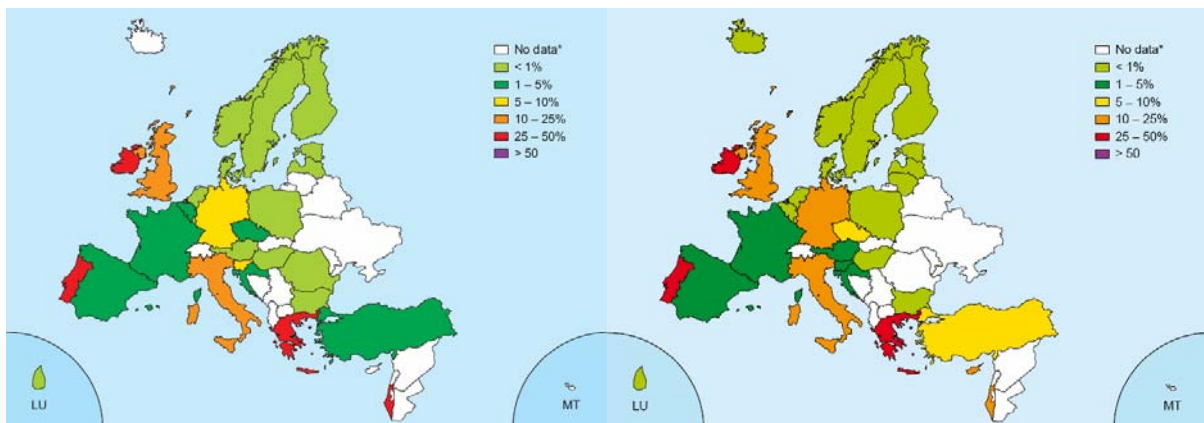 No data*
< 1%
1 – 5%
5 – 10%
10 – 25%
25 – 50%
> 50
LU
MT
No data*
< 1%
1 – 5%
5 – 10%
10 – 25%
25 – 50%
> 50
LU
MT